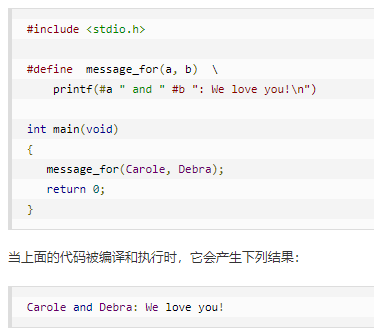 #include <stdio.h>
#define  message_for(a, b)  \
    printf(#a " and " #b ": We love you!\n")
int main(void)
{
   message_for(Carole, Debra);
   return 0;
}
当上面的代码被编译和执行时，它会产生下列结果：
Carole and Debra: We love you!